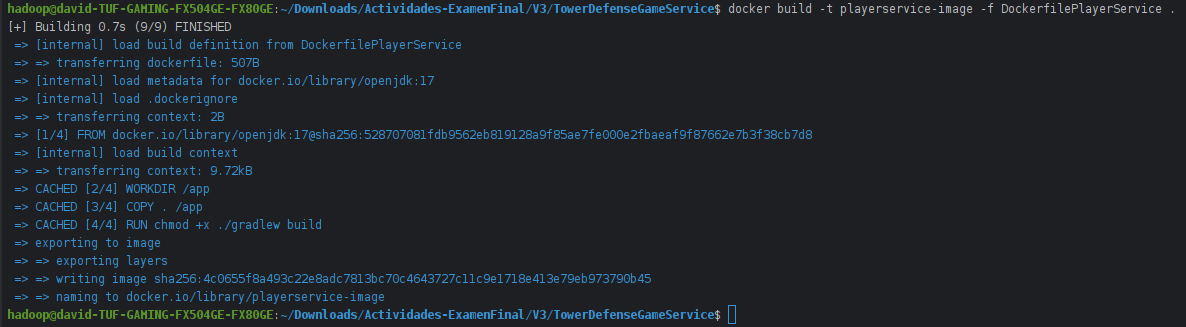 hadoop@david-TUF-GAMING-FX504GE-FX80GE:~/Downloads/Actividades-ExamenFinal/V3/TowerDefenseGameService$ docker build -t playerservice-image -f DockerfilePlayerService .
[+] Building 0.7s (9/9) FINISHED
=> [internal] load build definition from DockerfilePlayerService
=> => transferring dockerfile: 507B
=> [internal] load metadata for docker.io/library/openjdk:17
=> [internal] load .dockerignore
=> => transferring context: 2B
=> [1/4] FROM docker.io/library/openjdk:17@sha256:528707081fdb9562eb819128a9f85ae7fe000e2fbaeaf9f87662e7b3f38cb7d8
=> [internal] load build context
=> => transferring context: 9.72kB
=> CACHED [2/4] WORKDIR /app
=> CACHED [3/4] COPY . /app
=> CACHED [4/4] RUN chmod +x ./gradlew build
=> exporting to image
=> => exporting layers
=> => writing image sha256:4c0655f8a493c22e8adc7813bc70c4643727c11c9e1718e413e79eb973790b45
=> => naming to docker.io/library/playerservice-image
hadoop@david-TUF-GAMING-FX504GE-FX80GE:~/Downloads/Actividades-ExamenFinal/V3/TowerDefenseGameService$